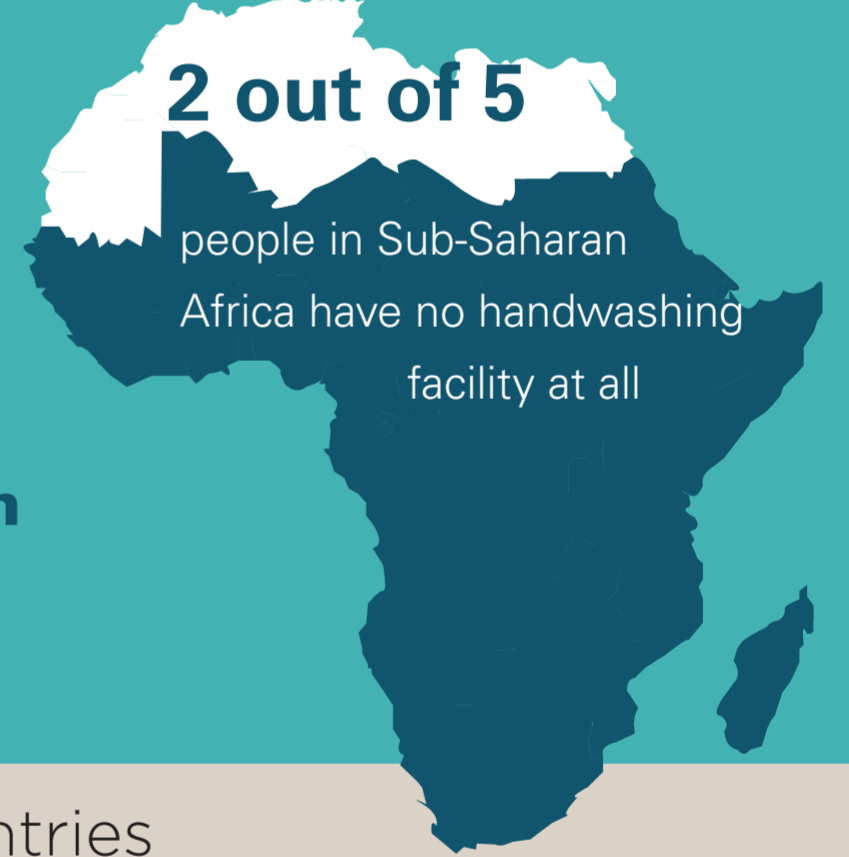 2 out of 5
people in Sub-Saharan
Africa have no handwashing
facility at all